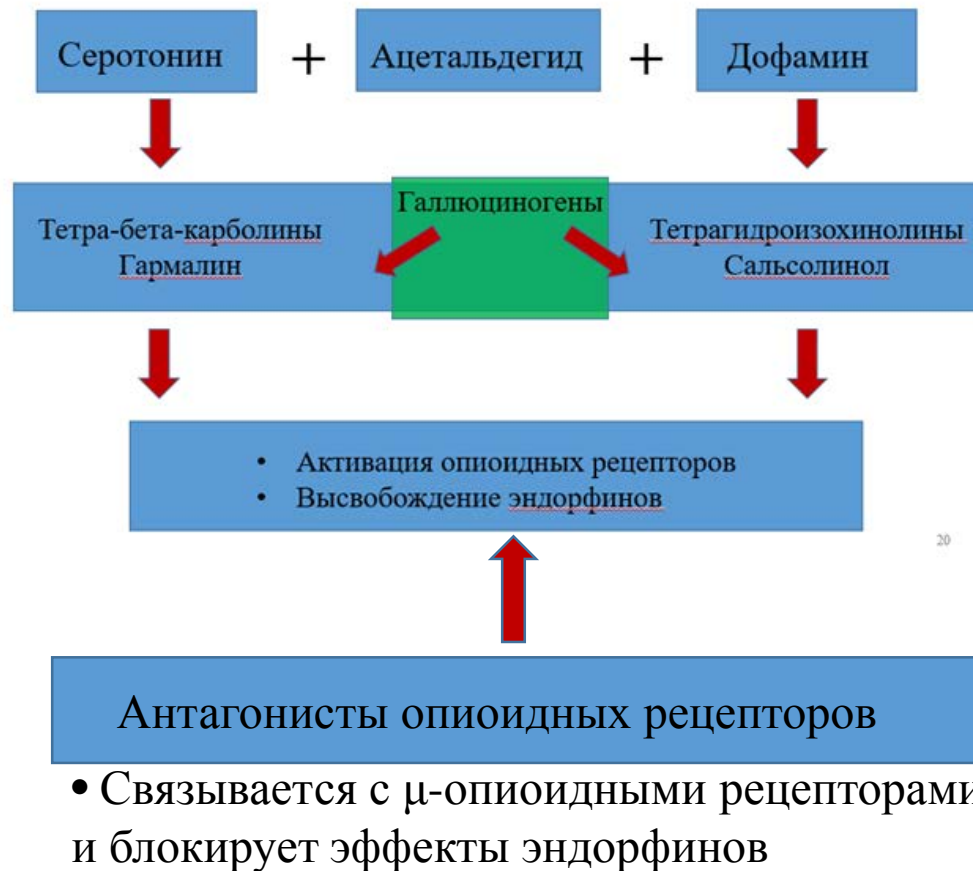 Серотонин + Ацетальдегид + Дофамин
Галлюциногены
Тетра-бета-карболины
Гармалин
Тетрагидроизохинолины
Сальсолинол
• Активация опиоидных рецепторов
• Высвобождение эндорфинов
20
Антагонисты опиоидных рецепторов
• Связывается с μ-опиоидными рецепторами
и блокирует эффекты эндорфинов